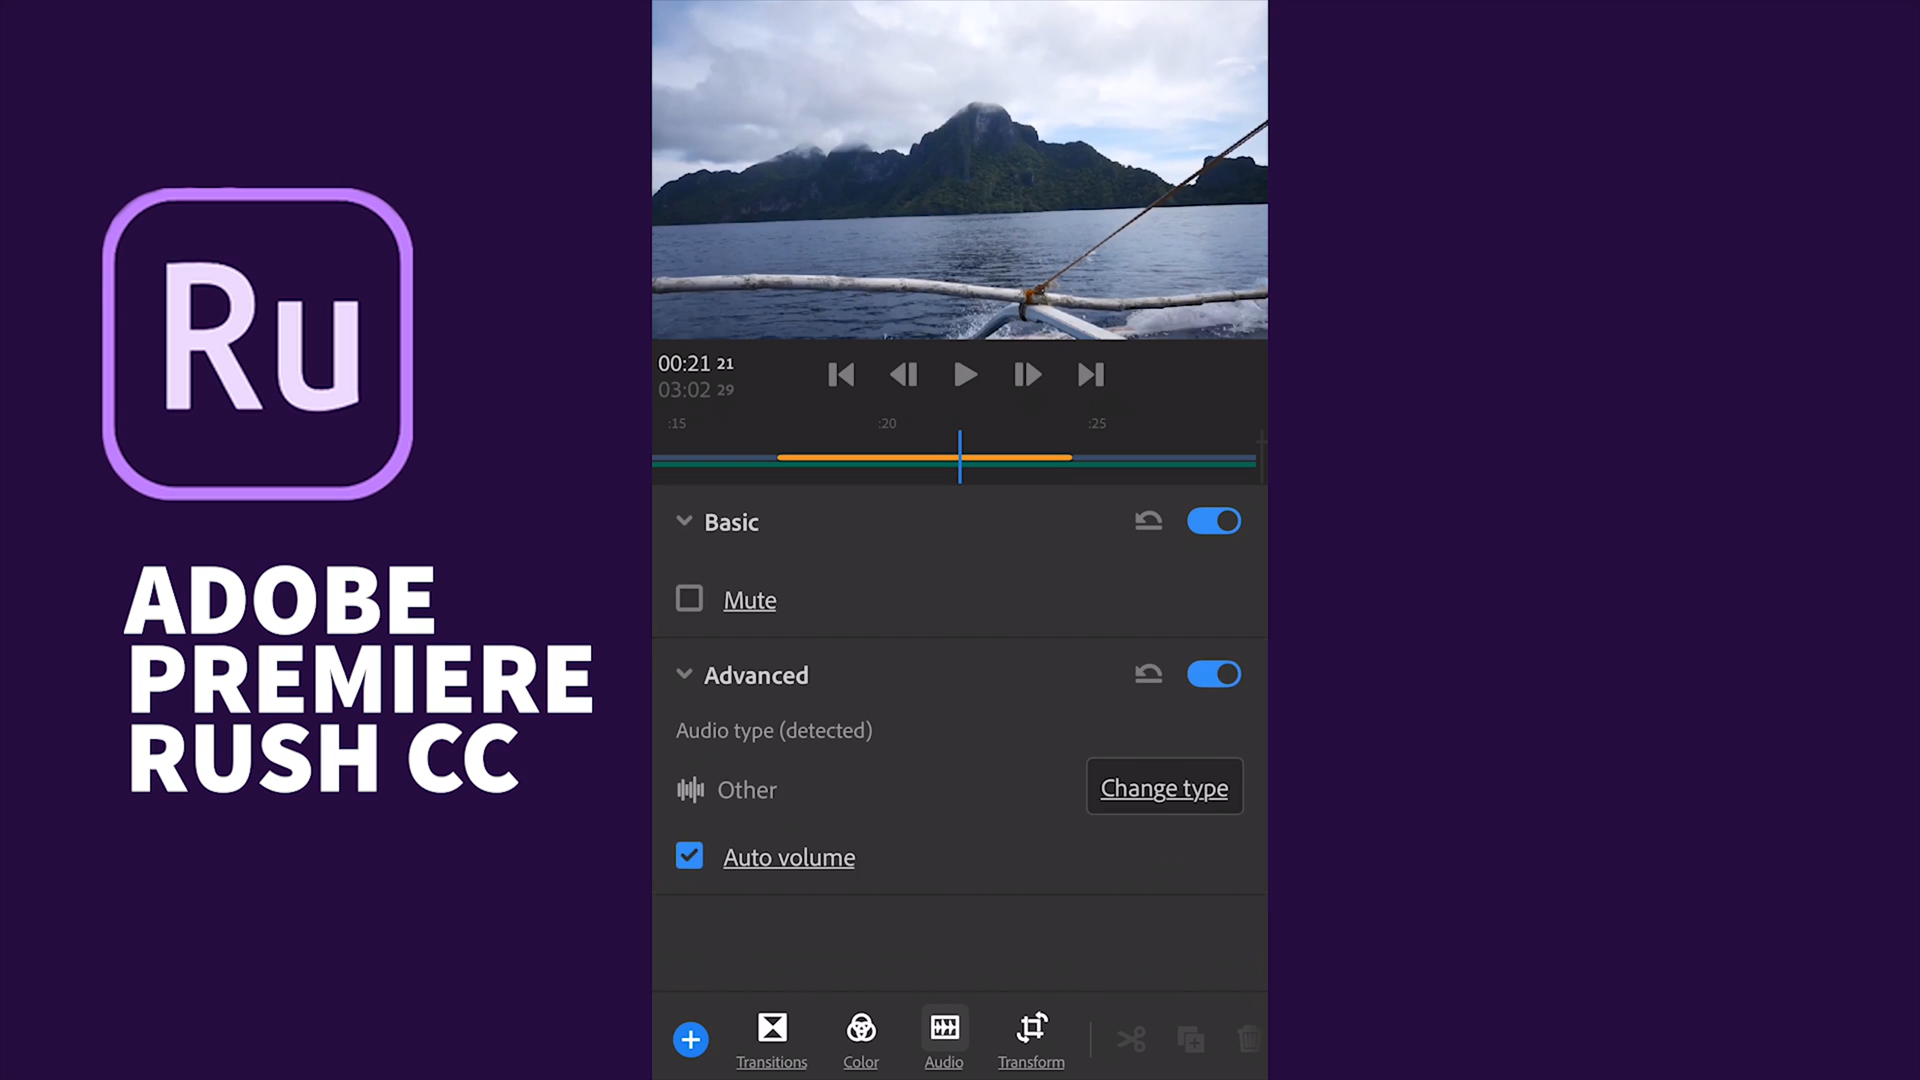 Ru
ADOBE
PREMIERE
RUSH CC
00:21 21
03:02 29
:15 :20 :25
Basic
Mute
Advanced
Audio type (detected)
Other Change type
Auto volume
Transitions Color Audio Transform